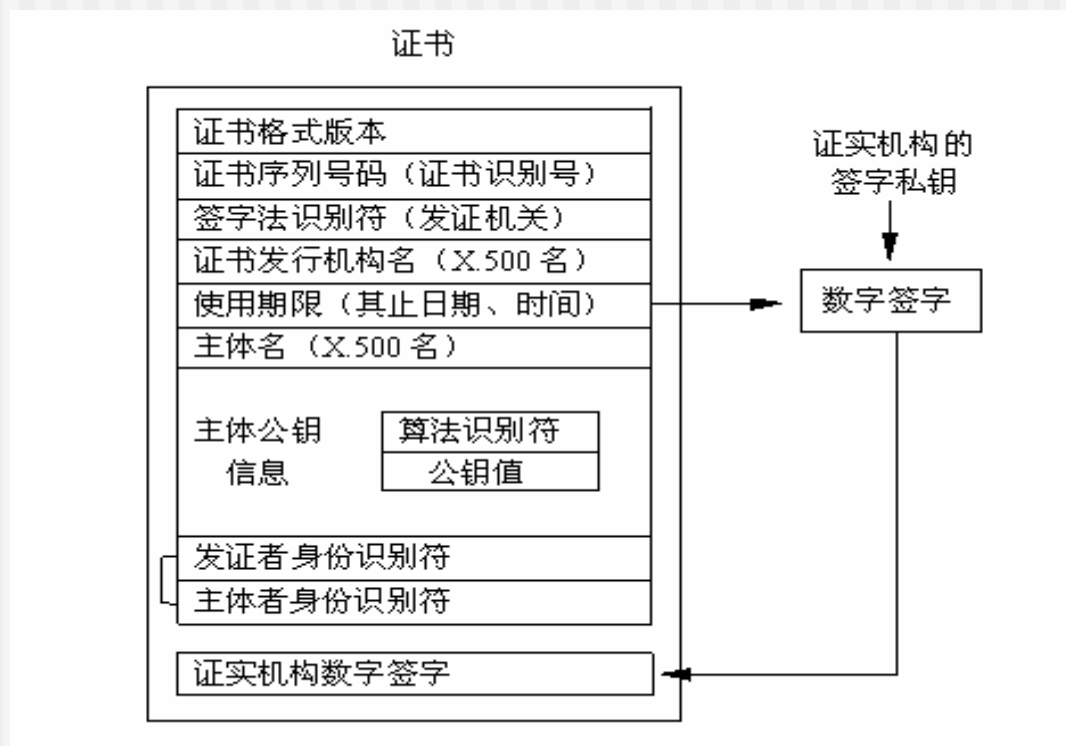 证书
证书格式版本
证书序列号码（证书识别号）
签字法识别符（发证机关）
证书发行机构名（X.500 名）
使用期限（其止日期、时间）
主体名（X.500 名）
主体公钥
信息
算法识别符
公钥值
发证者身份识别符
主体者身份识别符
证实机构数字签字
证实机构的
签字私钥
数字签字